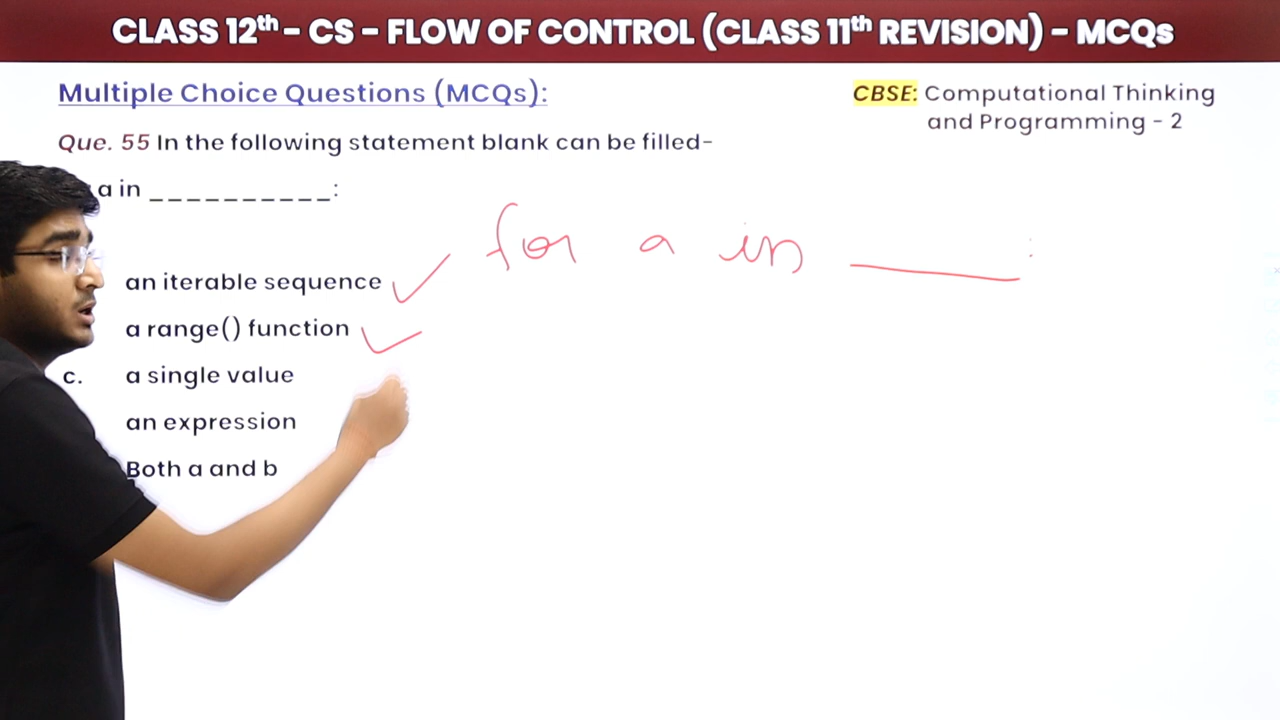 CLASS 12th – CS – FLOW OF CONTROL (CLASS 11th REVISION) – MCQs
Multiple Choice Questions (MCQs):
CBSE: Computational Thinking
and Programming - 2
Que. 55 In the following statement blank can be filled-
a in __________:
for a in ______ :
an iterable sequence
a range() function
c. a single value
an expression
Both a and b